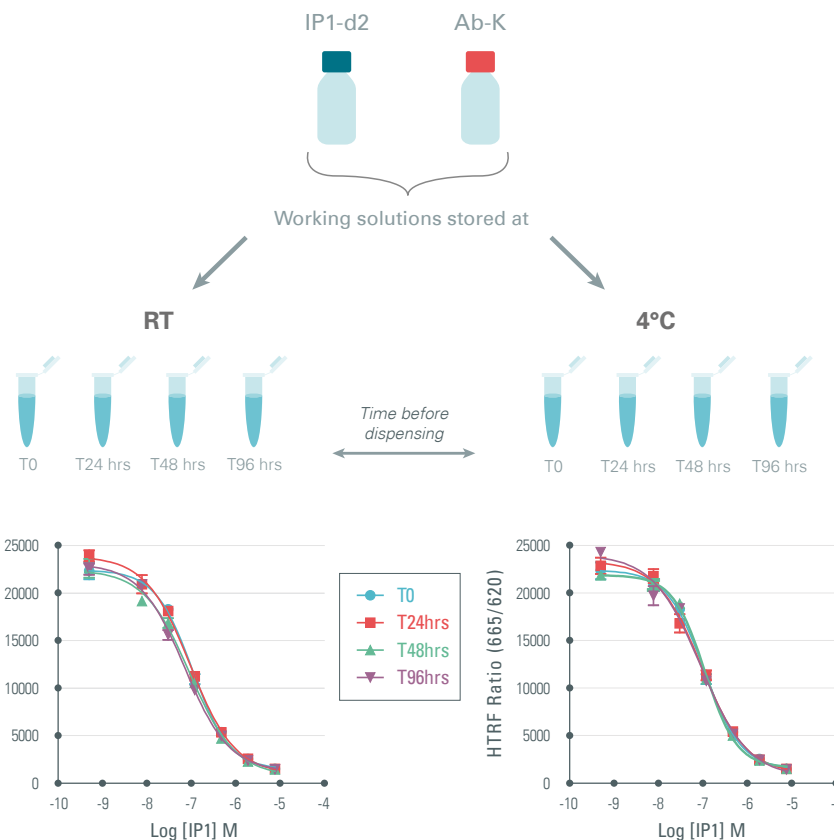 IP1-d2
Ab-K
Working solutions stored at
RT
4°C
T0
T24 hrs
T48 hrs
T96 hrs
Time before
dispensing
T0
T24 hrs
T48 hrs
T96 hrs
25000
20000
15000
10000
5000
0
-10
-9
-8
-7
-6
-5
-4
Log [IP1] M
T0
T24hrs
T48hrs
T96hrs
HTRF Ratio (665/620)
25000
20000
15000
10000
5000
0
-10
-9
-8
-7
-6
-5
Log [IP1] M